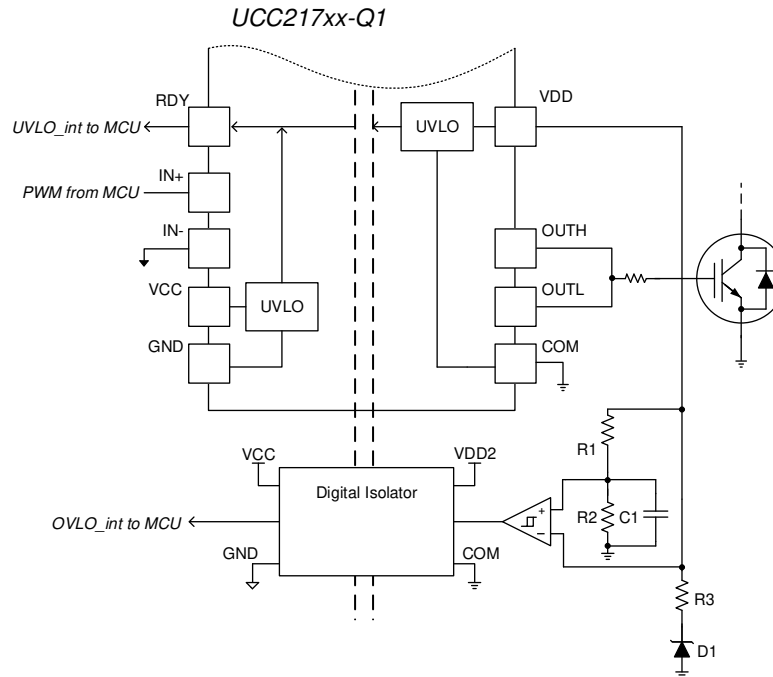 UCC217xx-Q1
RDY
VDD
UVLO_int to MCU
UVLO
IN+
PWM from MCU
IN-
OUTH
VCC
UVLO
OUTL
GND
COM
R1
VCC
VDD2
Digital Isolator
+
R2
C1
OVLO_int to MCU
−
GND
COM
R3
D1